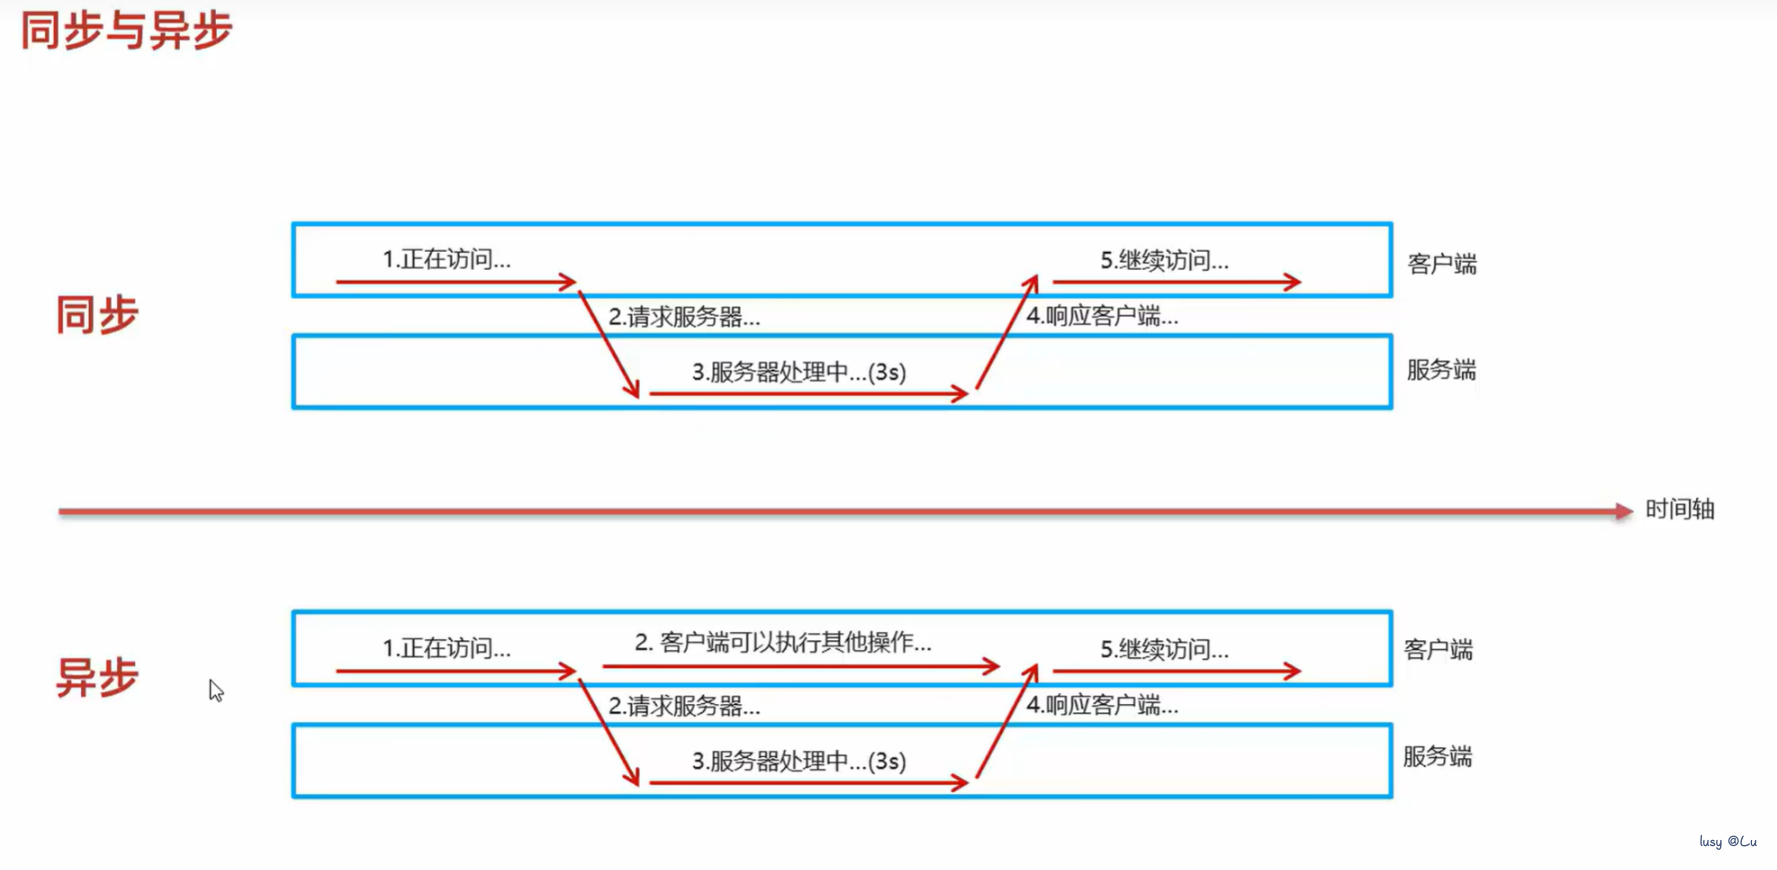 同步与异步
1.正在访问...
5.继续访问...
客户端
同步
2.请求服务器...
4.响应客户端...
3.服务器处理中...(3s)
服务端
时间轴
1.正在访问...
2. 客户端可以执行其他操作...
5.继续访问...
客户端
异步
2.请求服务器...
4.响应客户端...
3.服务器处理中...(3s)
服务端
lusy @Lu